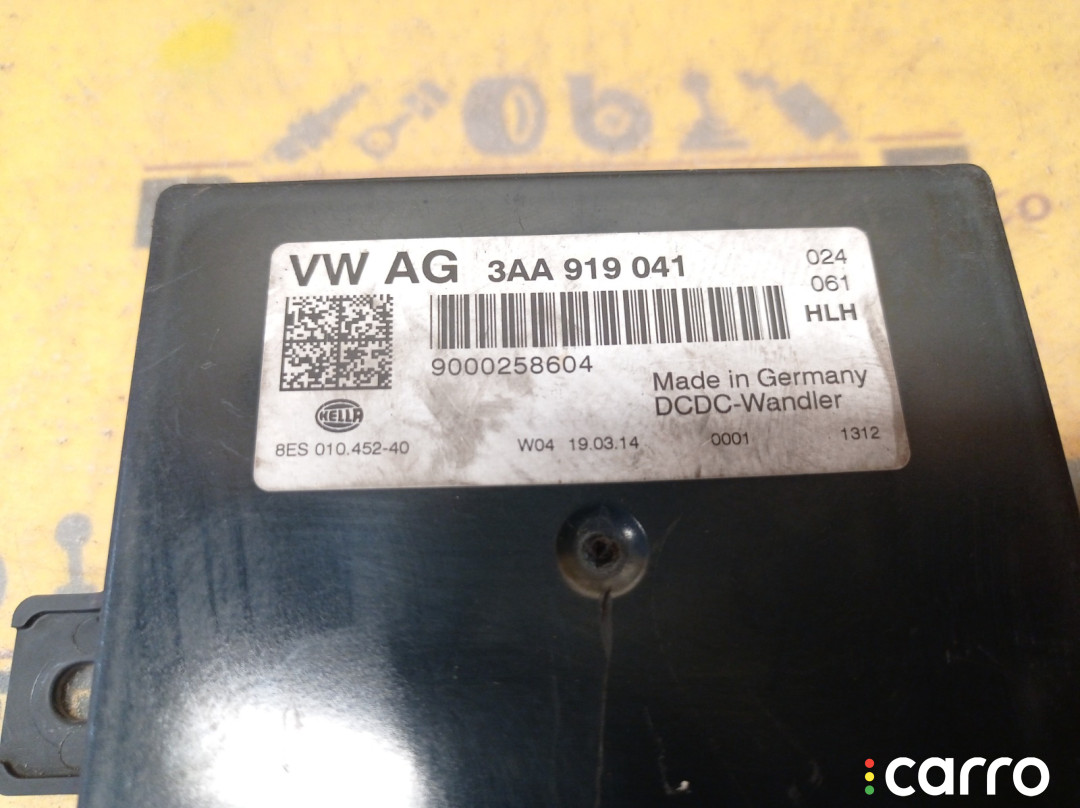 VW AG 3AA 919 041
024
061
HLH
9000258604
Made in Germany
DCDC-Wandler
HELLA
8ES 010.452-40 W04 19.03.14 0001 1312
carro